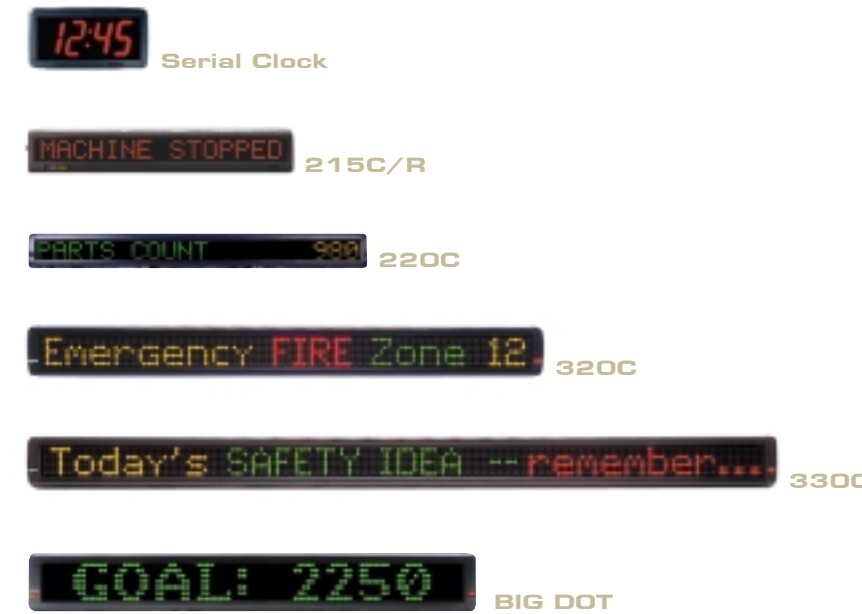 12:45
Serial Clock
MACHINE STOPPED
215C/R
PARTS COUNT 980
220C
Emergency FIRE Zone 12
320C
Today's SAFETY IDEA -- remember...
330C
GOAL: 2250
BIG DOT